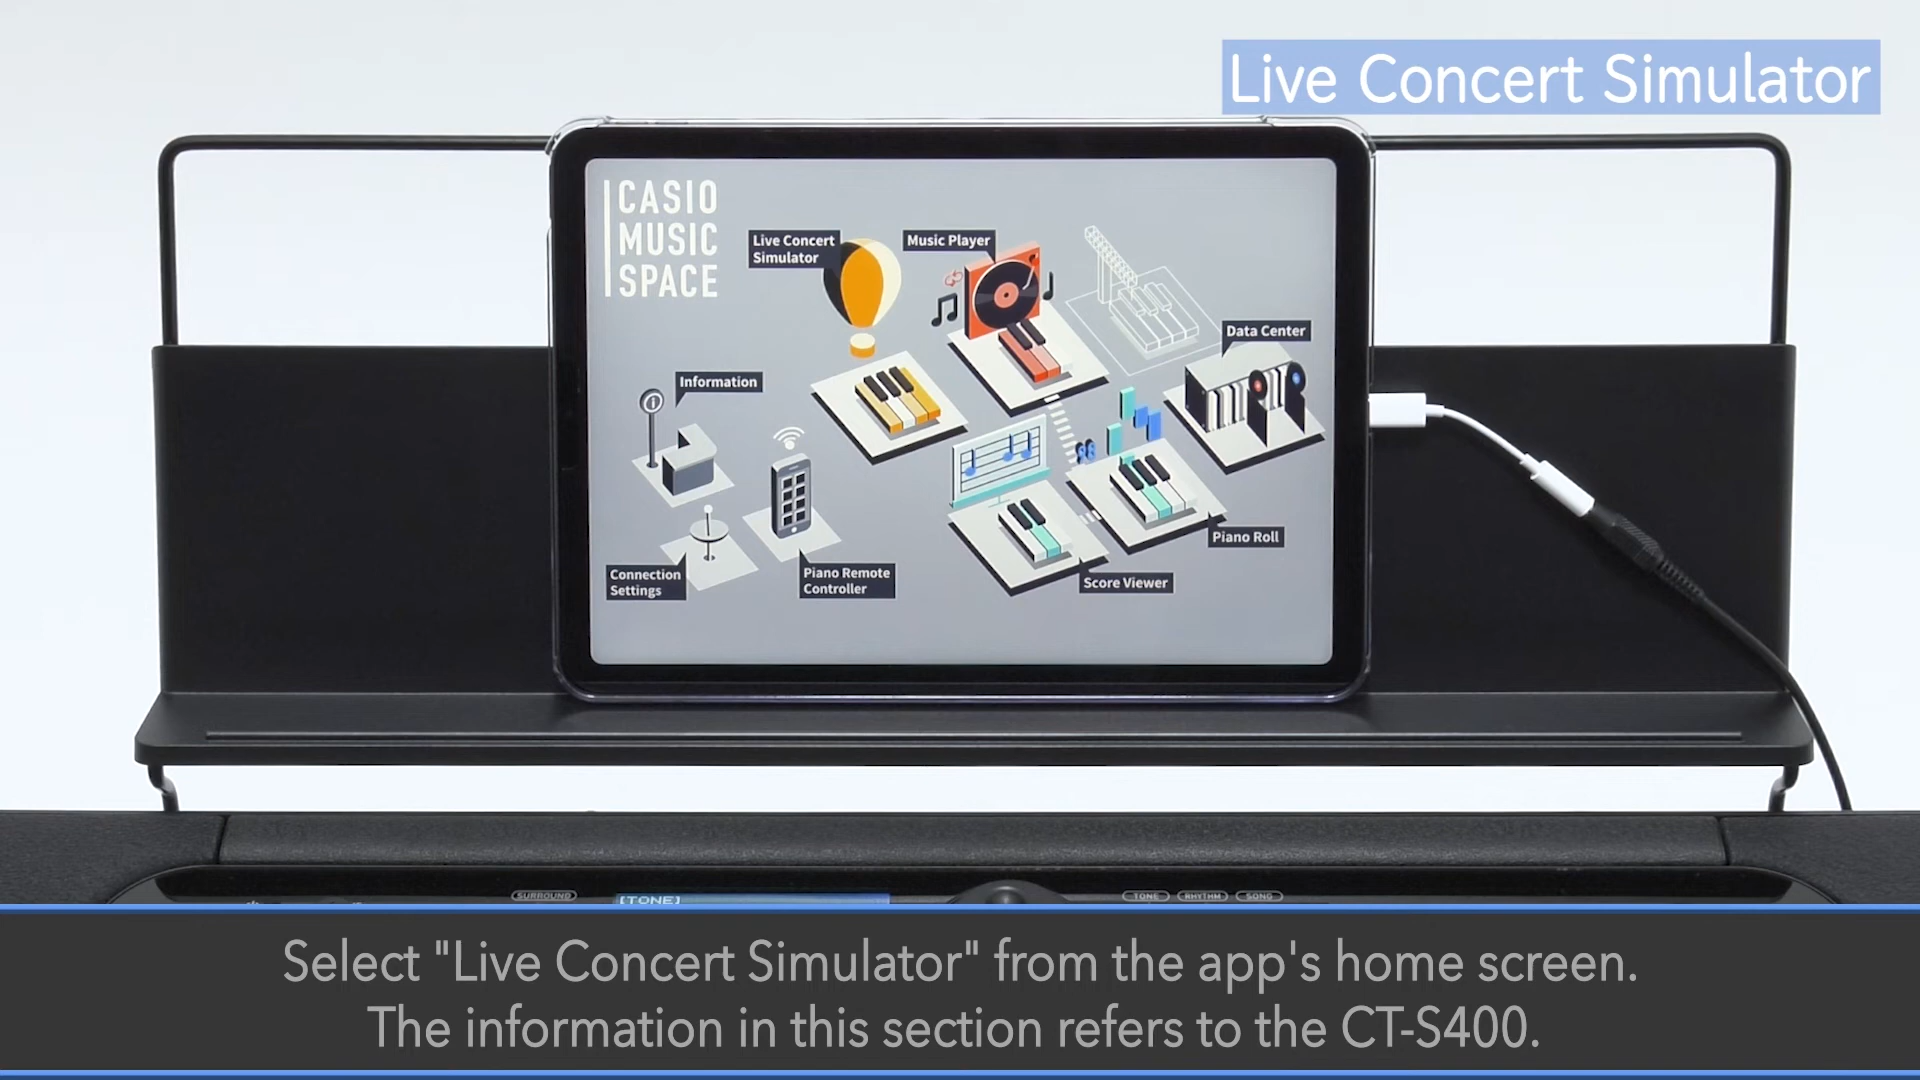 Live Concert Simulator
CASIO
MUSIC
SPACE
Live Concert
Simulator
Music Player
Data Center
Information
Piano Roll
Connection
Settings
Piano Remote
Controller
Score Viewer
SURROUND
[TONE]
TONE
RHYTHM
SONG
Select "Live Concert Simulator" from the app's home screen.
The information in this section refers to the CT-S400.